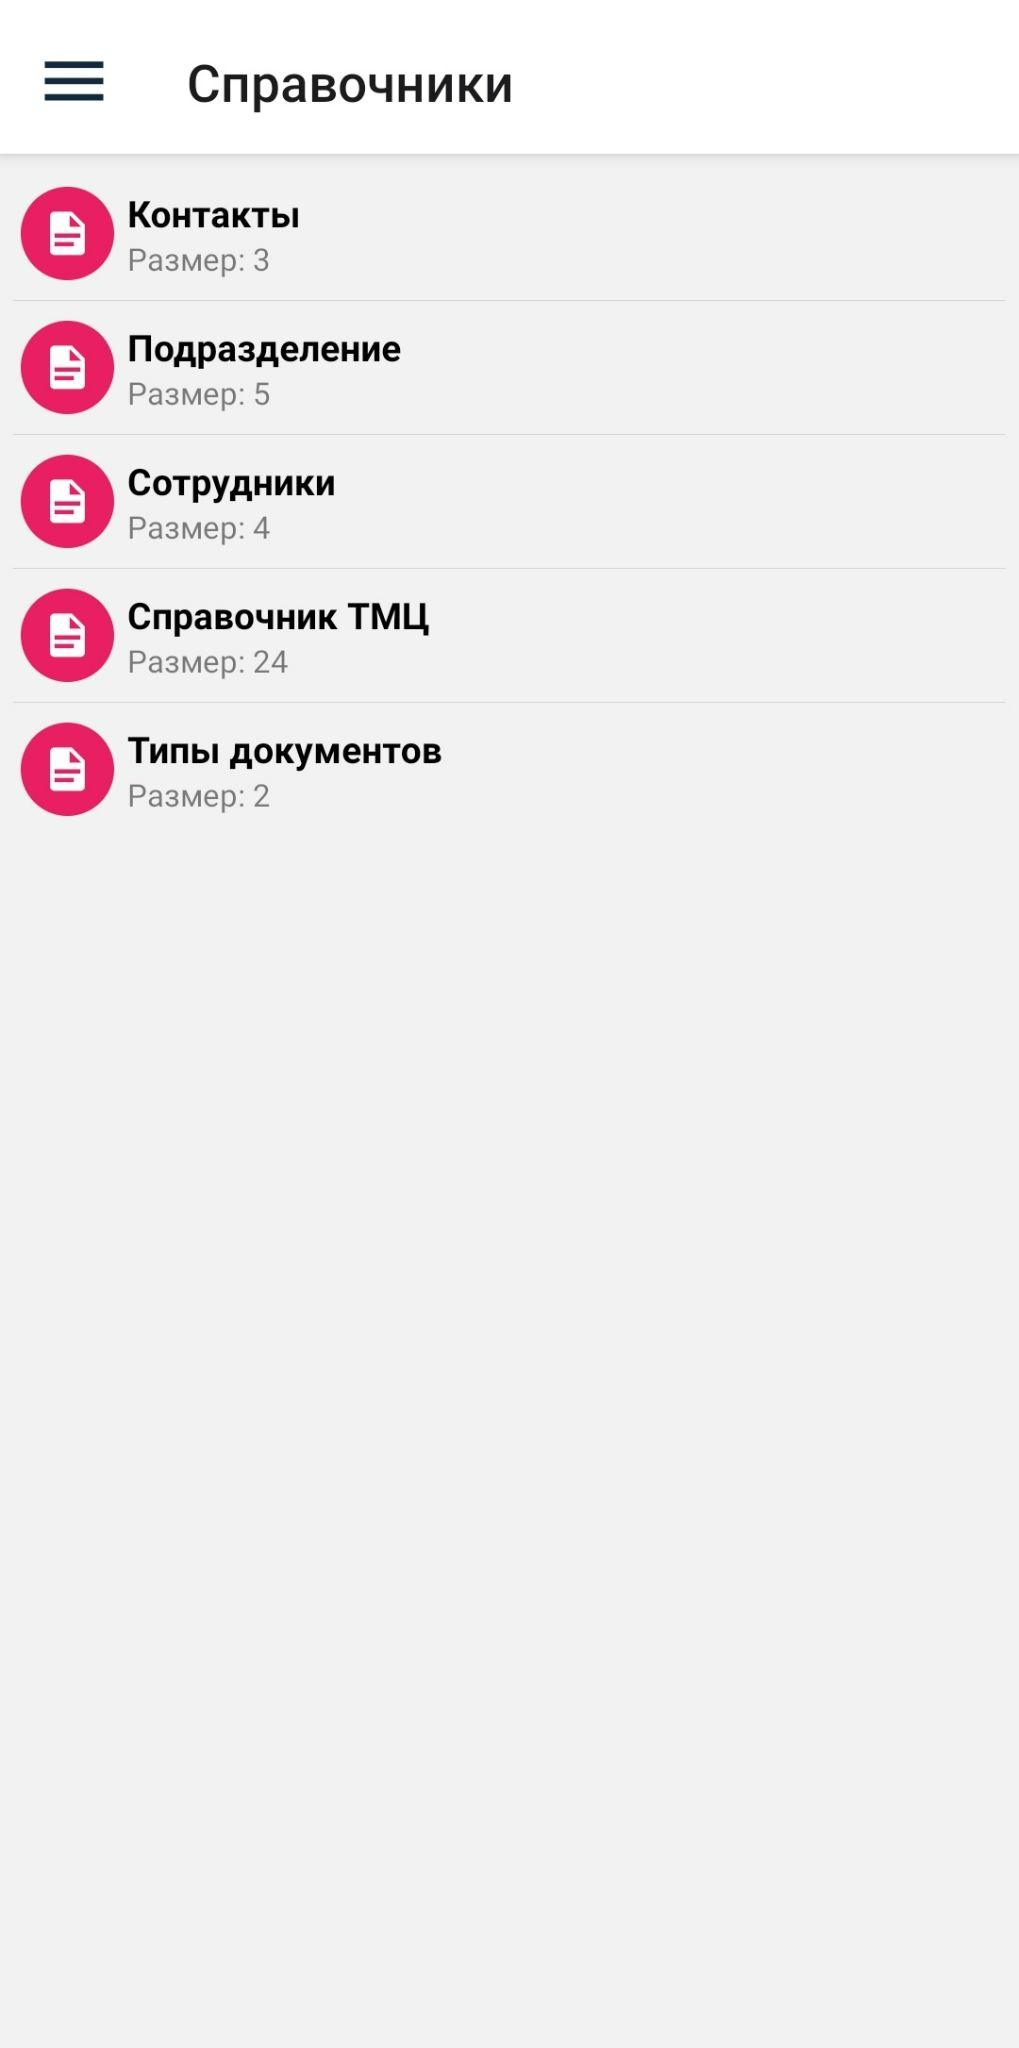 Справочники
Контакты
Размер: 3
Подразделение
Размер: 5
Сотрудники
Размер: 4
Справочник ТМЦ
Размер: 24
Типы документов
Размер: 2